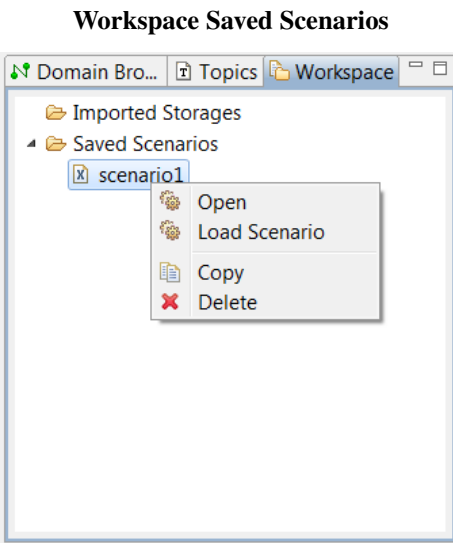 Workspace Saved Scenarios
Domain Bro... Topics Workspace
Imported Storages
Saved Scenarios
scenario1
Open
Load Scenario
Copy
Delete